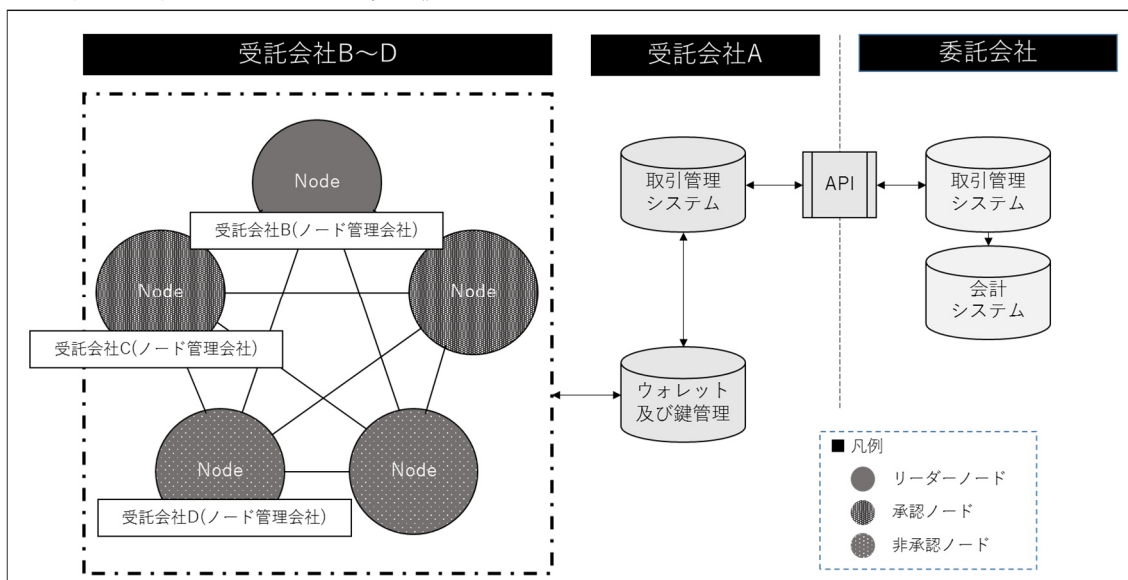 受託会社B～D
受託会社A
委託会社
Node
受託会社B(ノード管理会社)
Node
Node
受託会社C(ノード管理会社)
Node
Node
受託会社D(ノード管理会社)
取引管理
システム
API
取引管理
システム
会計
システム
ウォレット
及び鍵管理
■ 凡例
リーダーノード
承認ノード
非承認ノード